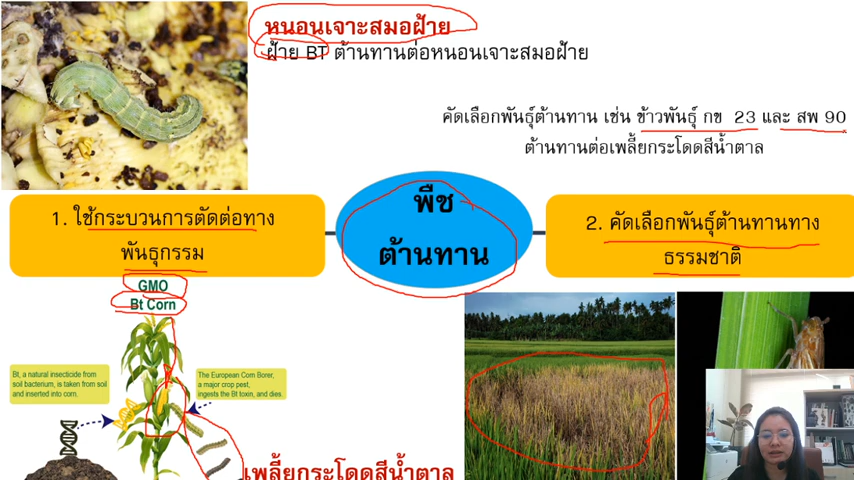 หนอนเจาะสมอฝ้าย
ฝ้าย BT ต้านทานต่อหนอนเจาะสมอฝ้าย
คัดเลือกพันธุ์ต้านทาน เช่น ข้าวพันธุ์ กข 23 และ สพ 90
ต้านทานต่อเพลี้ยกระโดดสีน้ำตาล
1. ใช้กระบวนการตัดต่อทาง
พันธุกรรม
พืช
ต้านทาน
2. คัดเลือกพันธุ์ต้านทานทาง
ธรรมชาติ
GMO
Bt Corn
Bt, a natural insecticide from
soil bacterium, is taken from soil
and inserted into corn.
The European Corn Borer,
a major crop pest,
ingests the Bt toxin, and dies.
เพลี้ยกระโดดสีน้ำตาล